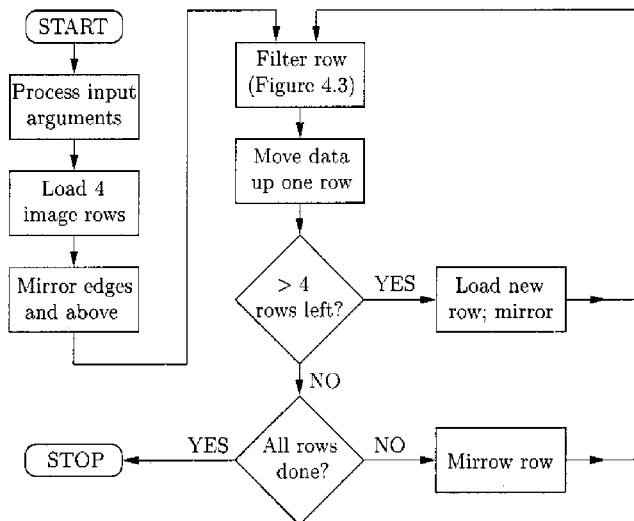 START
Process input
arguments
Load 4
image rows
Mirror edges
and above
Filter row
(Figure 4.3)
Move data
up one row
> 4
rows left?
YES
Load new
row; mirror
NO
All rows
done?
YES
STOP
NO
Mirrow row